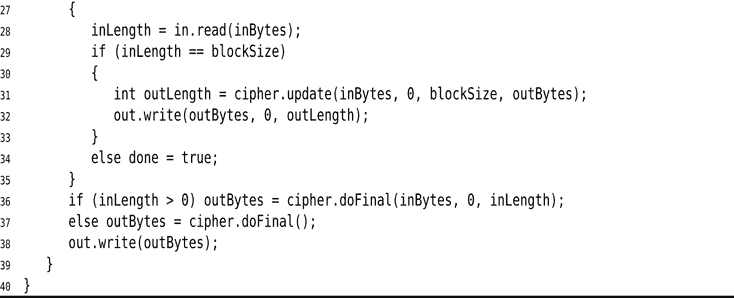 27 {
28 inLength = in.read(inBytes);
29 if (inLength == blockSize)
30 {
31 int outLength = cipher.update(inBytes, 0, blockSize, outBytes);
32 out.write(outBytes, 0, outLength);
33 }
34 else done = true;
35 }
36 if (inLength > 0) outBytes = cipher.doFinal(inBytes, 0, inLength);
37 else outBytes = cipher.doFinal();
38 out.write(outBytes);
39 }
40 }